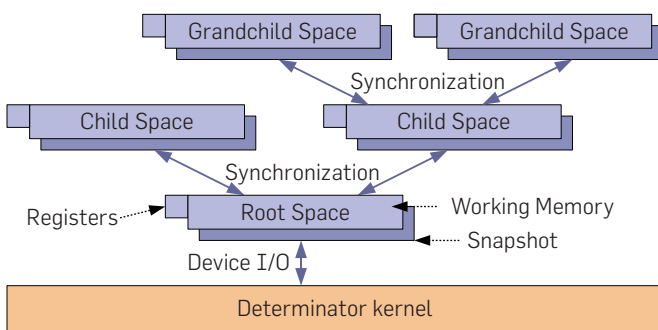 Grandchild Space
Grandchild Space
Synchronization
Child Space
Child Space
Synchronization
Registers
Root Space
Working Memory
Snapshot
Device I/O
Determinator kernel